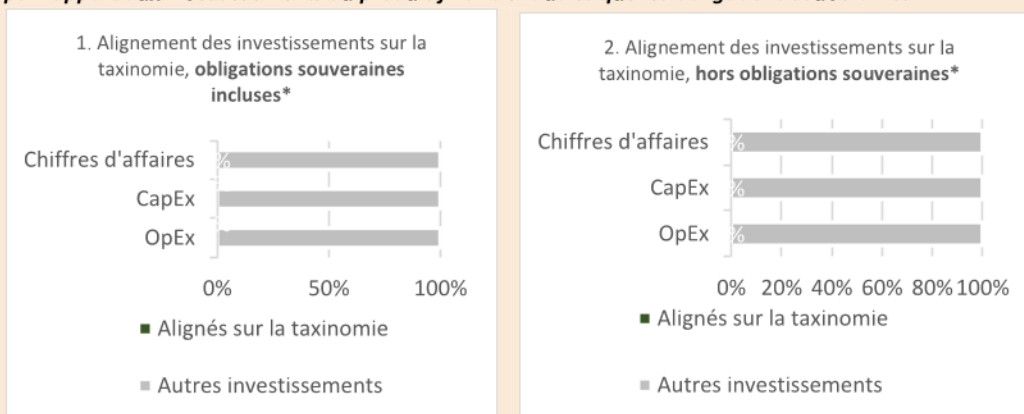 1. Alignement des investissements sur la
taxinomie, obligations souveraines
incluses*
Chiffres d'affaires
%
CapEx
OpEx
0% 50% 100%
Alignés sur la taxinomie
Autres investissements
2. Alignement des investissements sur la
taxinomie, hors obligations souveraines*
Chiffres d'affaires
%
CapEx
%
OpEx
%
0% 20% 40% 60% 80% 100%
Alignés sur la taxinomie
Autres investissements